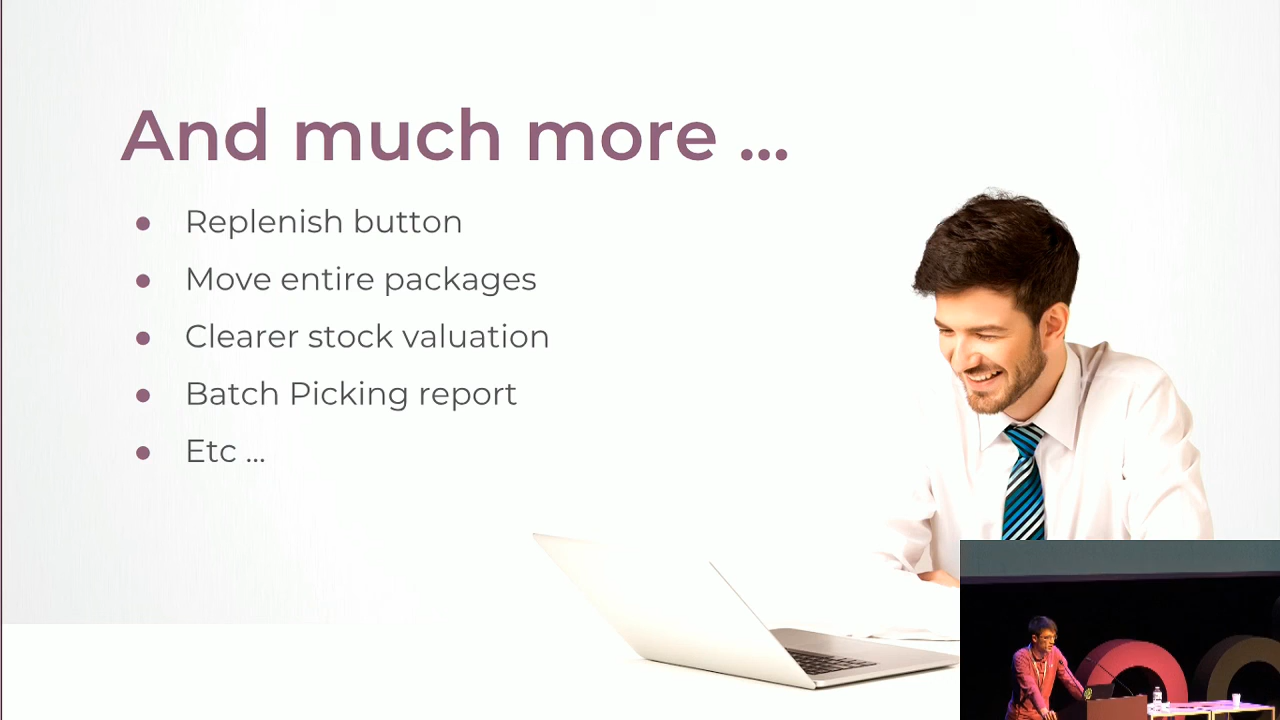 And much more ...
Replenish button
Move entire packages
Clearer stock valuation
Batch Picking report
Etc ...